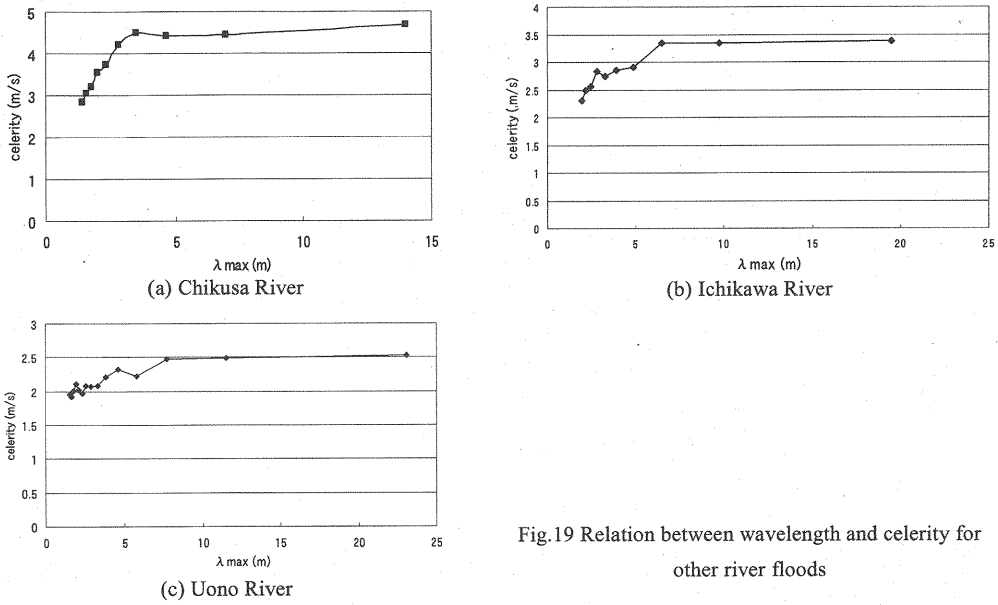 5
4
3
2
1
0
celerity (m/s)
0 5 10 15
λ max (m)
(a) Chikusa River
4
3.5
3
2.5
2
1.5
1
0.5
0
celerity (.m/s)
0 5 10 15 20 25
λ max (m)
(b) Ichikawa River
3
2.5
2
1.5
1
0.5
0
celerity (m/s)
0 5 10 15 20 25
λ max (m)
(c) Uono River
Fig.19 Relation between wavelength and celerity for
other river floods